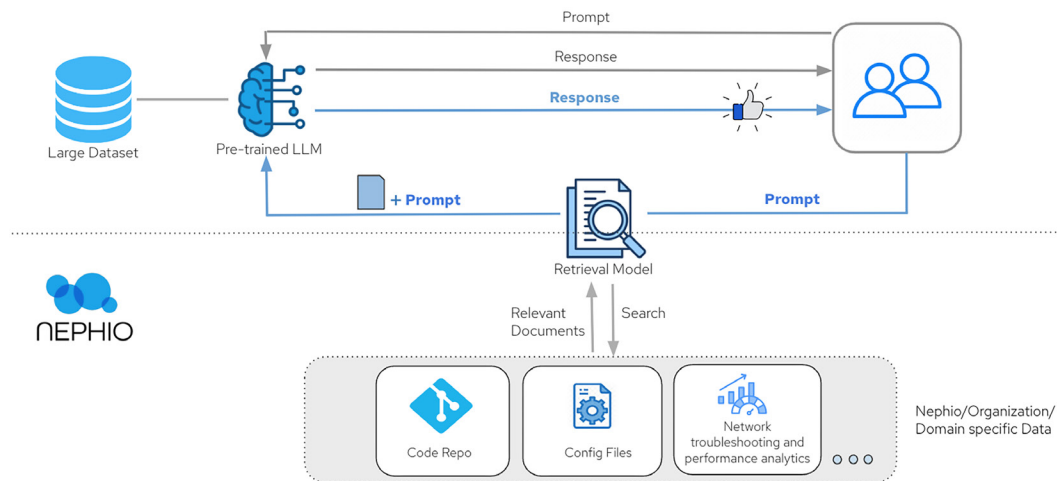 Prompt
Response
Response
Large Dataset
Pre-trained LLM
+ Prompt
Prompt
Retrieval Model
NEPHIO
Relevant
Documents
Search
Code Repo
Config Files
Network
troubleshooting and
performance analytics
Nephio/Organization/
Domain specific Data